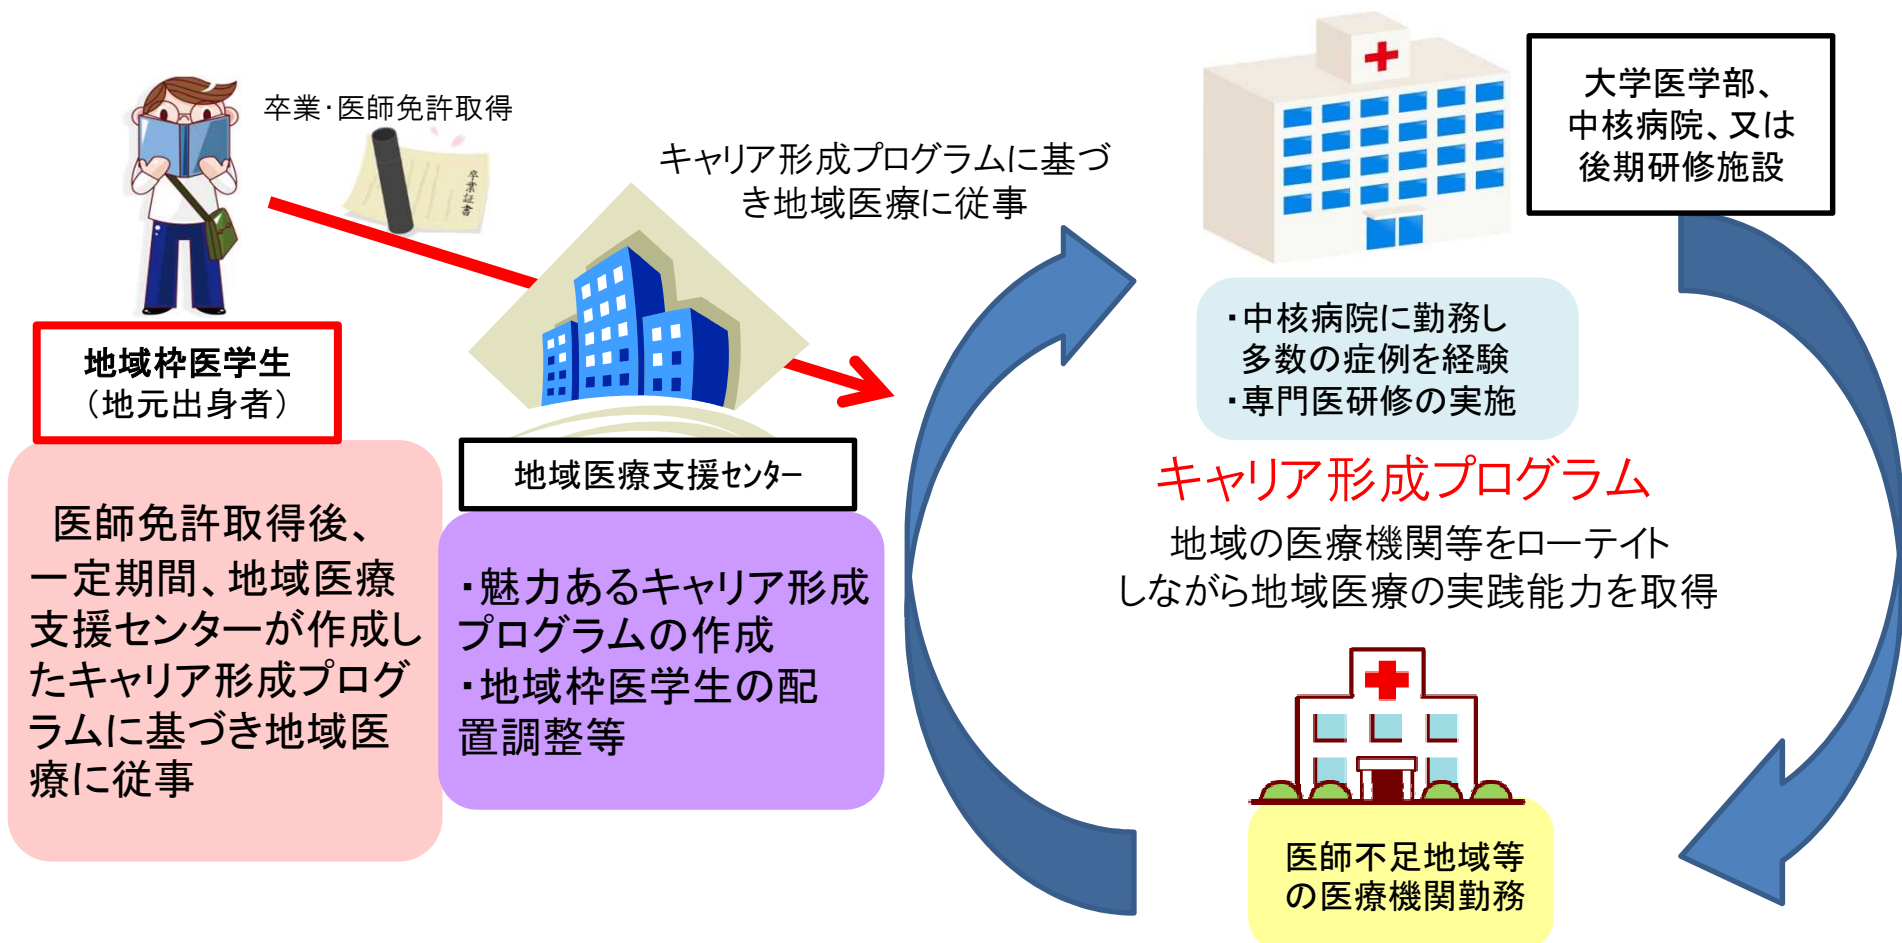 卒業・医師免許取得
卒業証書
地域枠医学生
（地元出身者）
医師免許取得後、
一定期間、地域医療
支援センターが作成し
たキャリア形成プログ
ラムに基づき地域医
療に従事
地域医療支援センター
・魅力あるキャリア形成
プログラムの作成
・地域枠医学生の配
置調整等
キャリア形成プログラムに基づ
き地域医療に従事
大学医学部、
中核病院、又は
後期研修施設
・中核病院に勤務し
多数の症例を経験
・専門医研修の実施
キャリア形成プログラム
地域の医療機関等をローテイト
しながら地域医療の実践能力を取得
医師不足地域等
の医療機関勤務